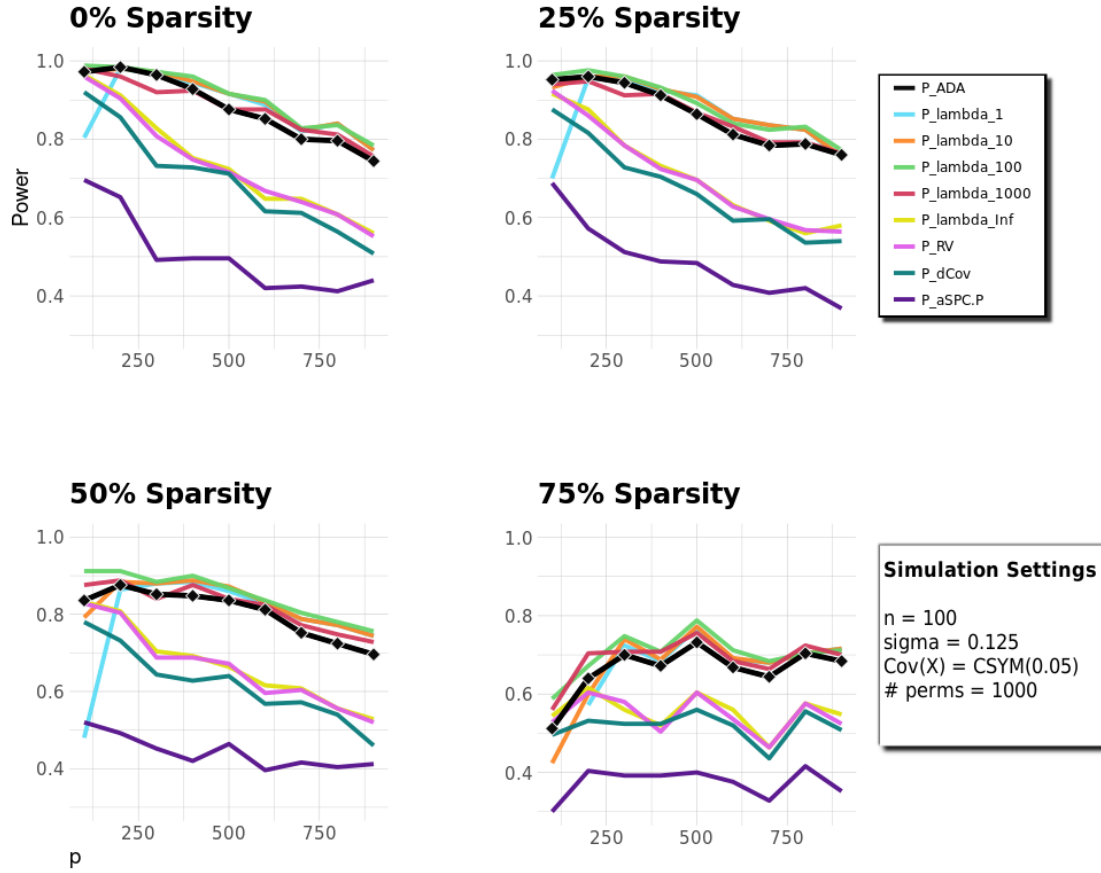 0% Sparsity
25% Sparsity
Power
1.0
0.8
0.6
0.4
250
500
750
1.0
0.8
0.6
0.4
250
500
750
P_ADA
P_lambda_1
P_lambda_10
P_lambda_100
P_lambda_1000
P_lambda_Inf
P_RV
P_dCov
P_aSPC.P
50% Sparsity
75% Sparsity
1.0
0.8
0.6
0.4
250
500
750
p
1.0
0.8
0.6
0.4
250
500
750
Simulation Settings
n = 100
sigma = 0.125
Cov(X) = CSYM(0.05)
# perms = 1000